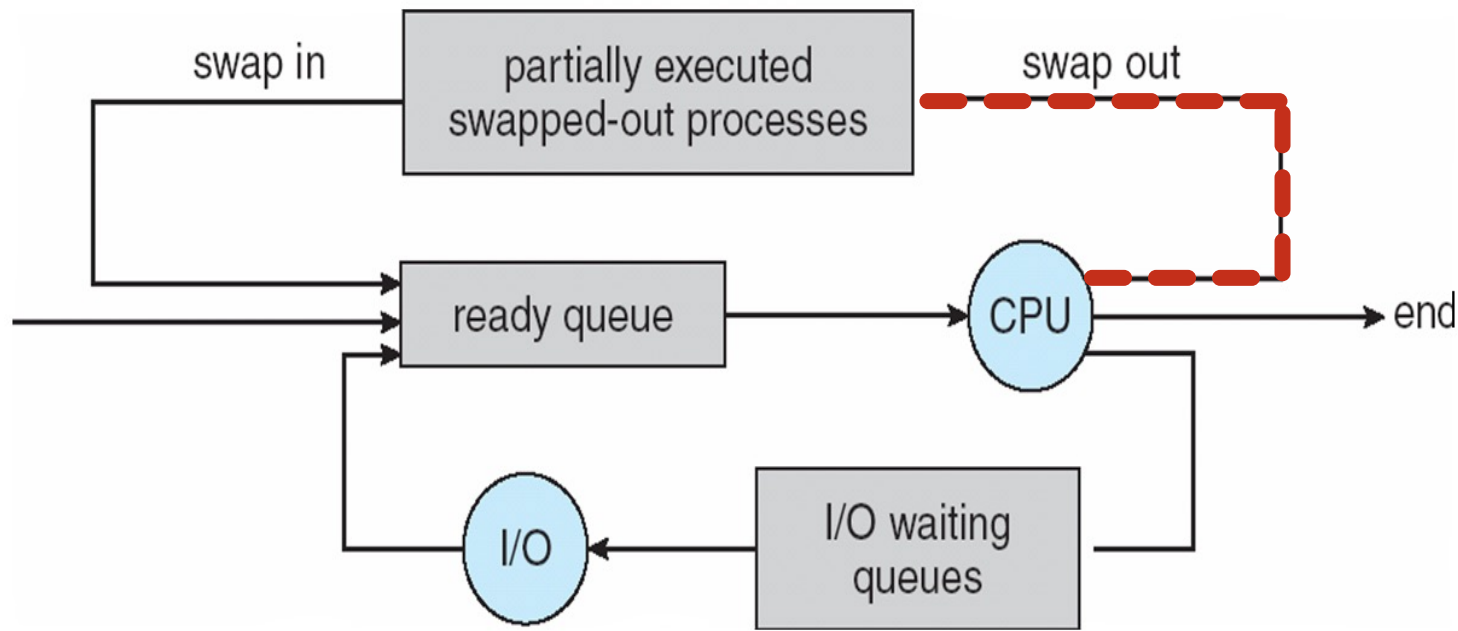 swap in
partially executed
swapped-out processes
swap out
ready queue
CPU
end
I/O
I/O waiting
queues